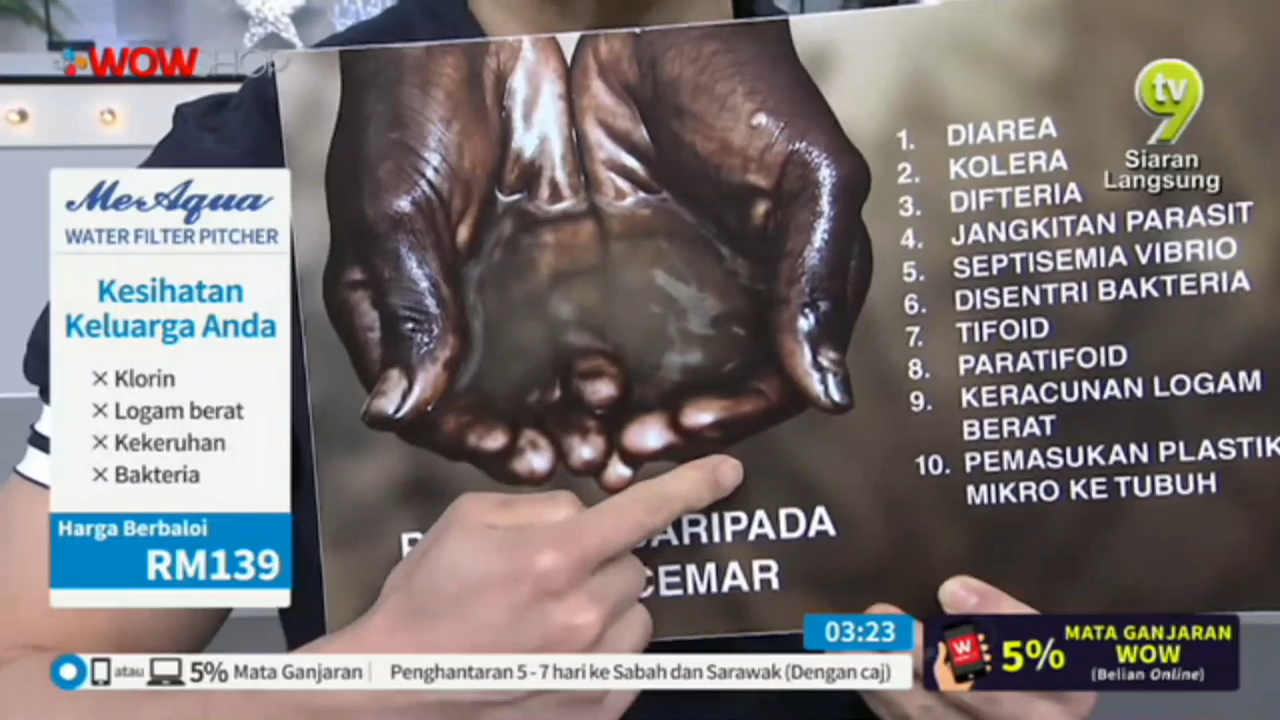 WOWSHOP
tv9
Siaran
Langsung
MeAqua
WATER FILTER PITCHER
Kesihatan
Keluarga Anda
× Klorin
× Logam berat
× Kekeruhan
× Bakteria
Harga Berbaloi
RM139
1. DIAREA
2. KOLERA
3. DIFTERIA
4. JANGKITAN PARASIT
5. SEPTISEMIA VIBRIO
6. DISENTRI BAKTERIA
7. TIFOID
8. PARATIFOID
9. KERACUNAN LOGAM
BERAT
10. PEMASUKAN PLASTIK
MIKRO KE TUBUH
ARIPADA
CEMAR
03:23
atau 5% Mata Ganjaran | Penghantaran 5 - 7 hari ke Sabah dan Sarawak (Dengan caj)
W
5% MATA GANJARAN
WOW
(Belian Online)